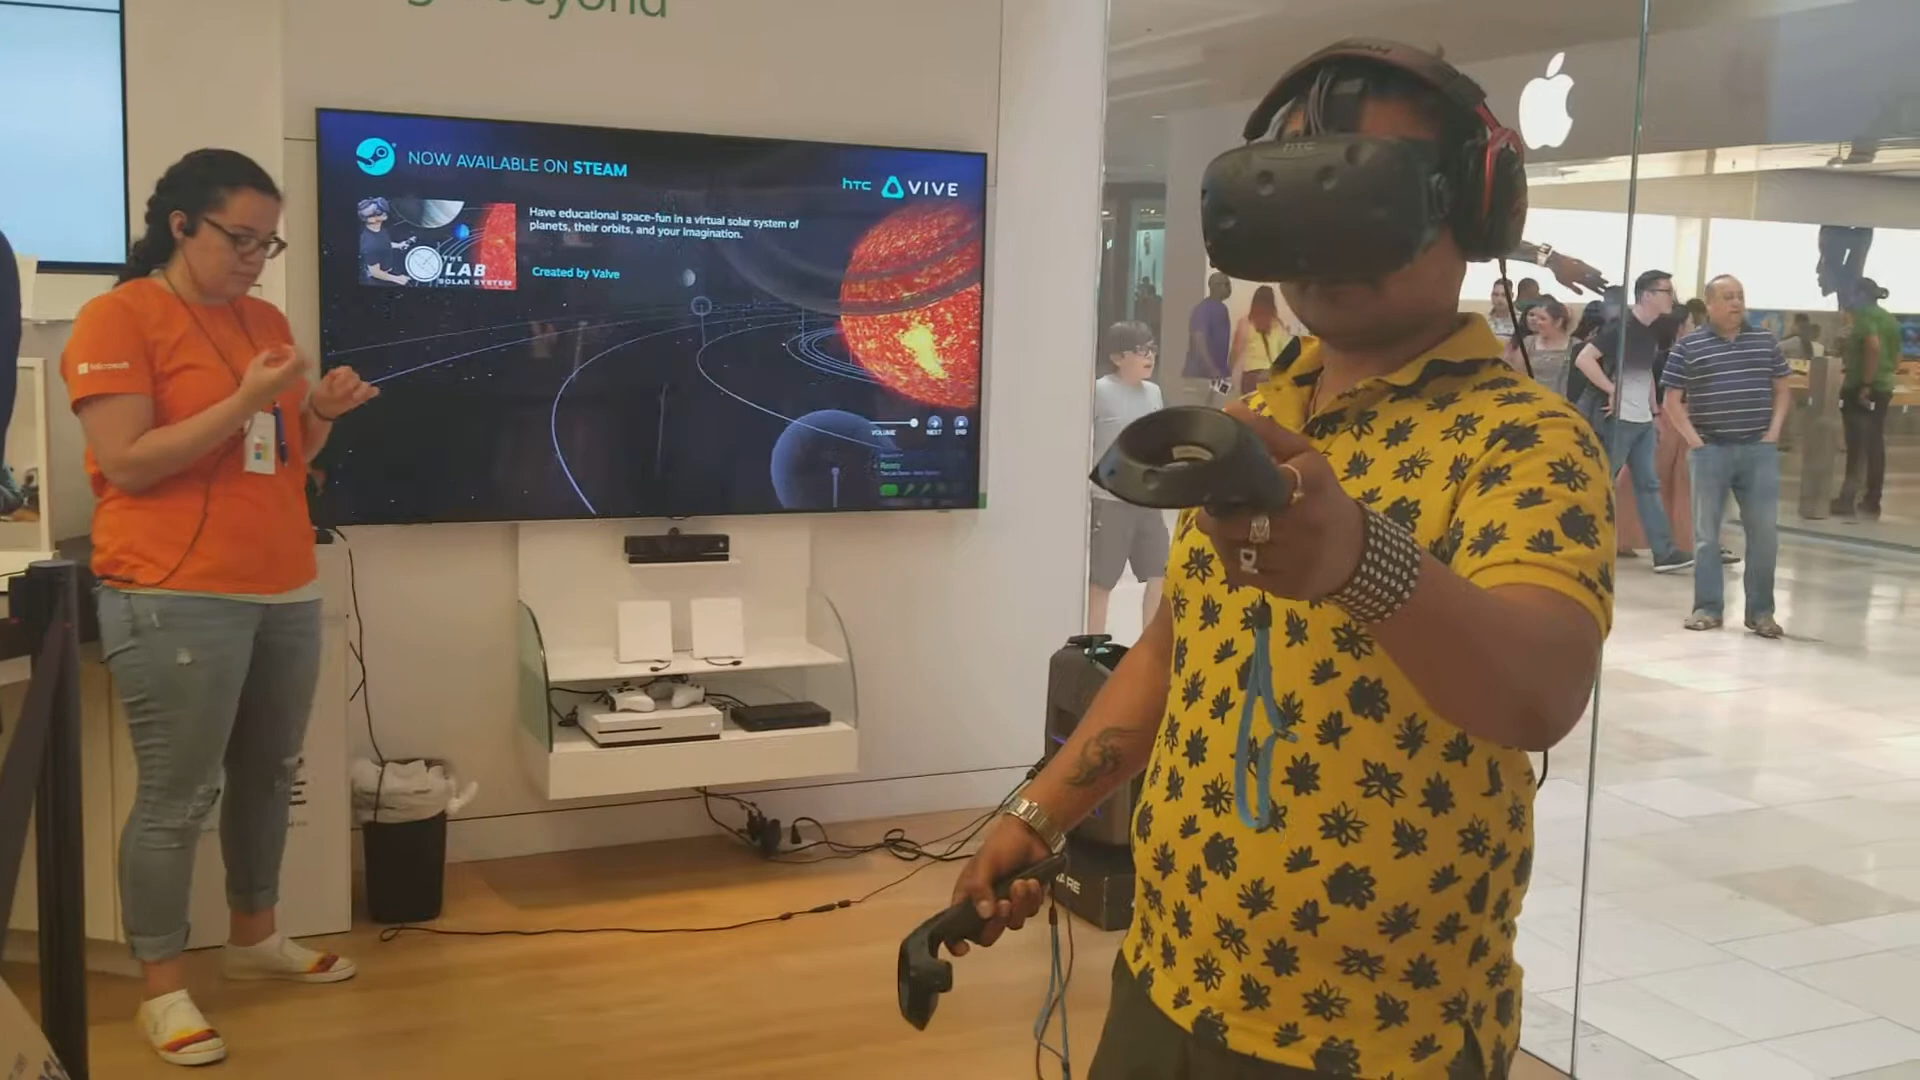 beyond
NOW AVAILABLE ON STEAM
htc VIVE
Have educational space-fun in a virtual solar system of
planets, their orbits, and your imagination.
THE
LAB
SOLAR SYSTEM
Created by Valve
VOLUME
NEXT
END
Ready
Microsoft
htc